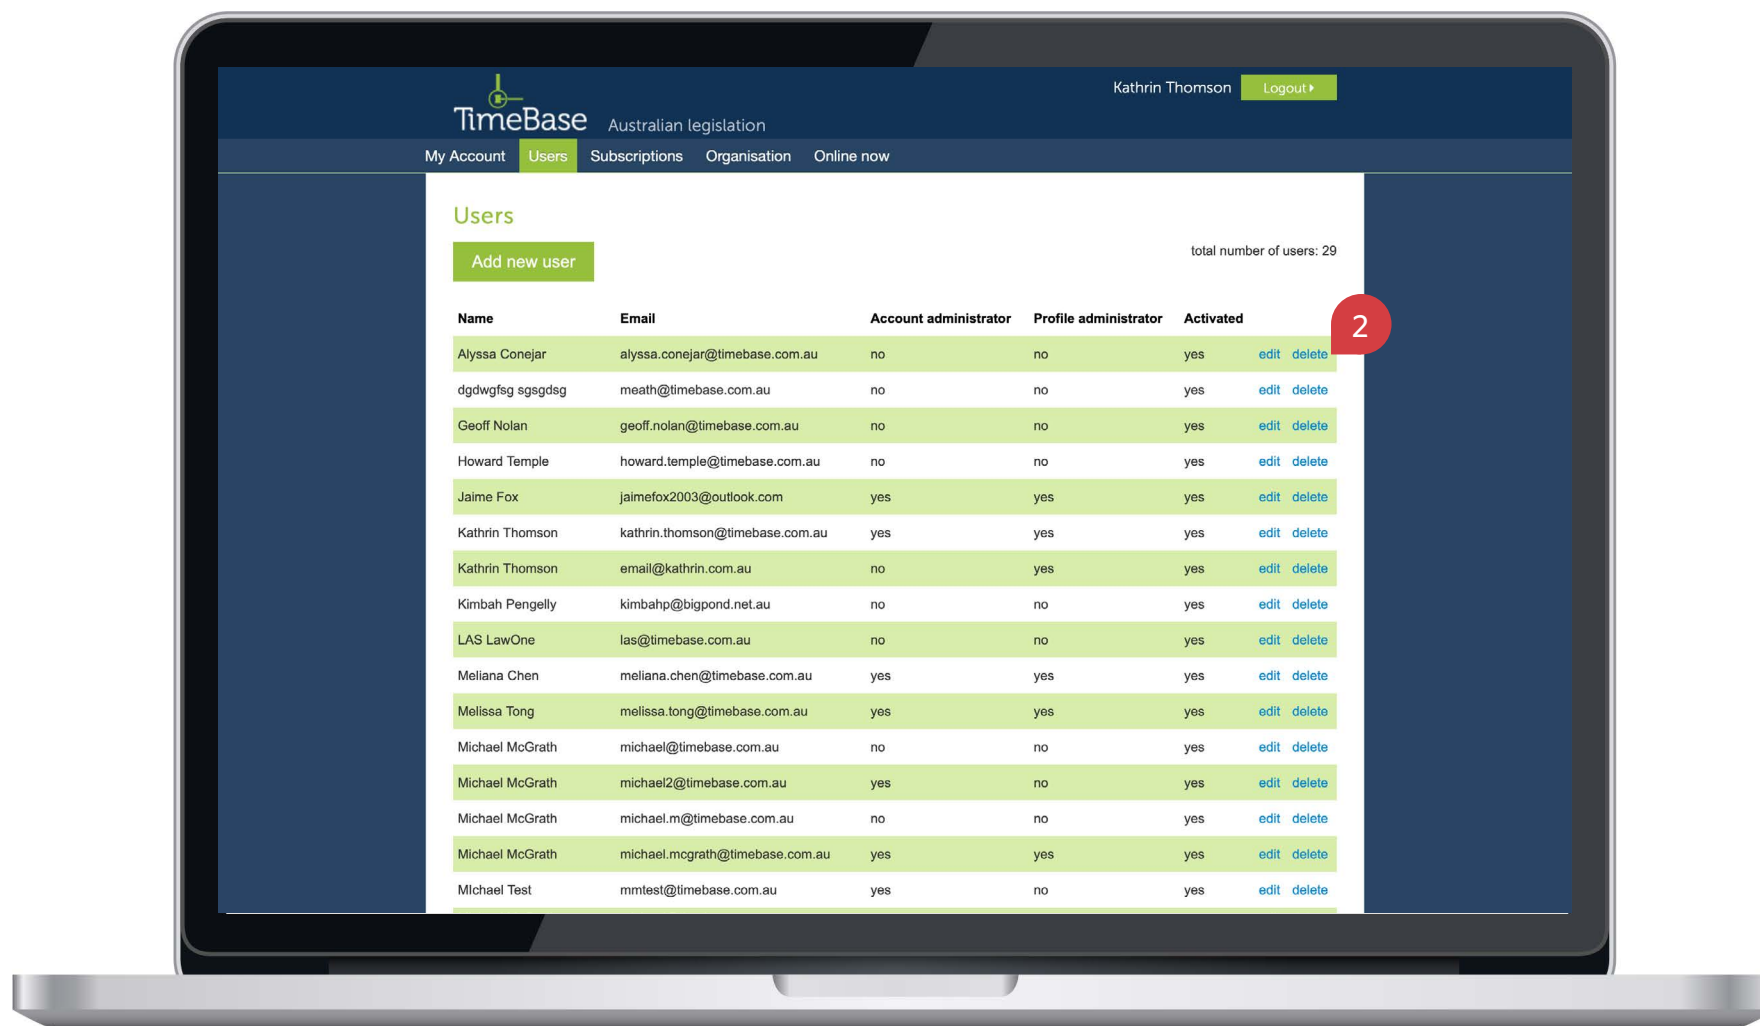 Kathrin Thomson Logout
TimeBase Australian legislation
My Account Users Subscriptions Organisation Online now
Users
Add new user total number of users: 29
Name Email Account administrator Profile administrator Activated 2
Alyssa Conejar alyssa.conejar@timebase.com.au no no yes edit delete
dgdwgfsg sgsgdsg meath@timebase.com.au no no yes edit delete
Geoff Nolan geoff.nolan@timebase.com.au no no yes edit delete
Howard Temple howard.temple@timebase.com.au no no yes edit delete
Jaime Fox jaimefox2003@outlook.com yes yes yes edit delete
Kathrin Thomson kathrin.thomson@timebase.com.au yes yes yes edit delete
Kathrin Thomson email@kathrin.com.au no yes yes edit delete
Kimbah Pengelly kimbahp@bigpond.net.au no no yes edit delete
LAS LawOne las@timebase.com.au no no yes edit delete
Meliana Chen meliana.chen@timebase.com.au yes yes yes edit delete
Melissa Tong melissa.tong@timebase.com.au yes yes yes edit delete
Michael McGrath michael@timebase.com.au no no yes edit delete
Michael McGrath michael2@timebase.com.au yes no yes edit delete
Michael McGrath michael.m@timebase.com.au no no yes edit delete
Michael McGrath michael.mcgrath@timebase.com.au yes yes yes edit delete
MIchael Test mmtest@timebase.com.au yes no yes edit delete